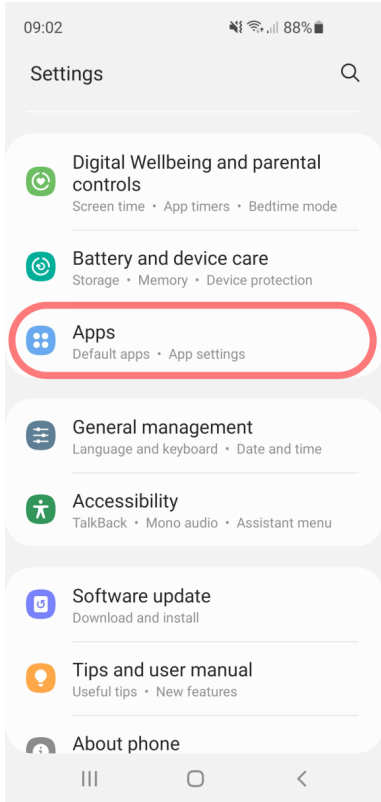 09:02 88%
Settings
Digital Wellbeing and parental
controls
Screen time • App timers • Bedtime mode
Battery and device care
Storage • Memory • Device protection
Apps
Default apps • App settings
General management
Language and keyboard • Date and time
Accessibility
TalkBack • Mono audio • Assistant menu
Software update
Download and install
Tips and user manual
Useful tips • New features
About phone